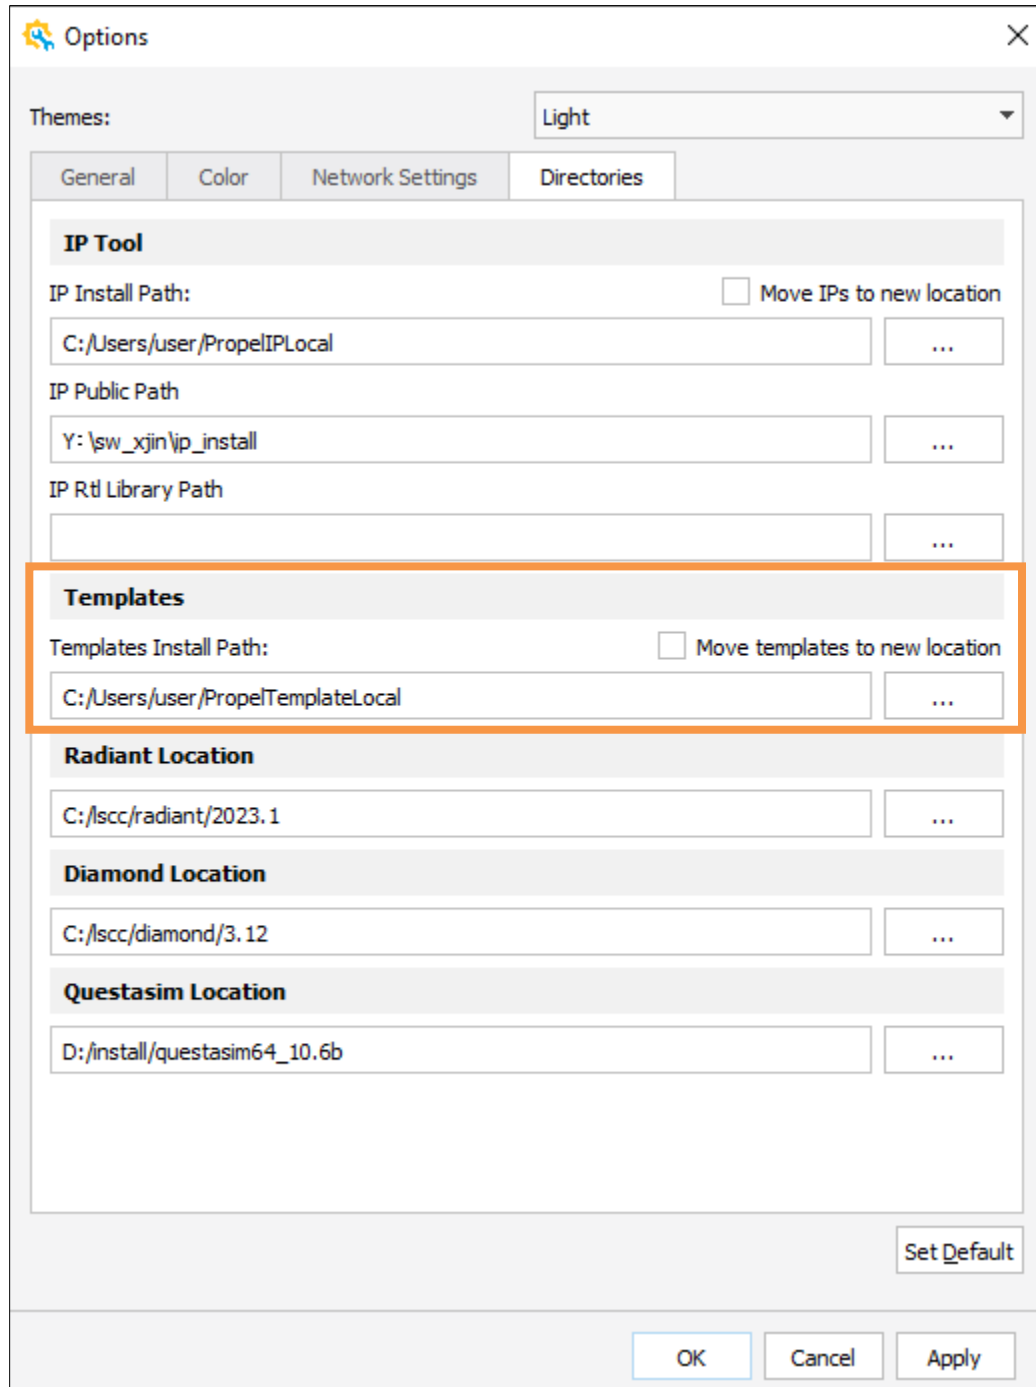 Options
Themes: Light
General Color Network Settings Directories
IP Tool
IP Install Path: Move IPs to new location
C:/Users/user/PropelIPLocal ...
IP Public Path
Y:\sw_xjin\ip_install ...
IP Rtl Library Path
...
Templates
Templates Install Path: Move templates to new location
C:/Users/user/PropelTemplateLocal ...
Radiant Location
C:/lscc/radiant/2023.1 ...
Diamond Location
C:/lscc/diamond/3.12 ...
Questasim Location
D:/install/questasim64_10.6b ...
Set Default
OK Cancel Apply